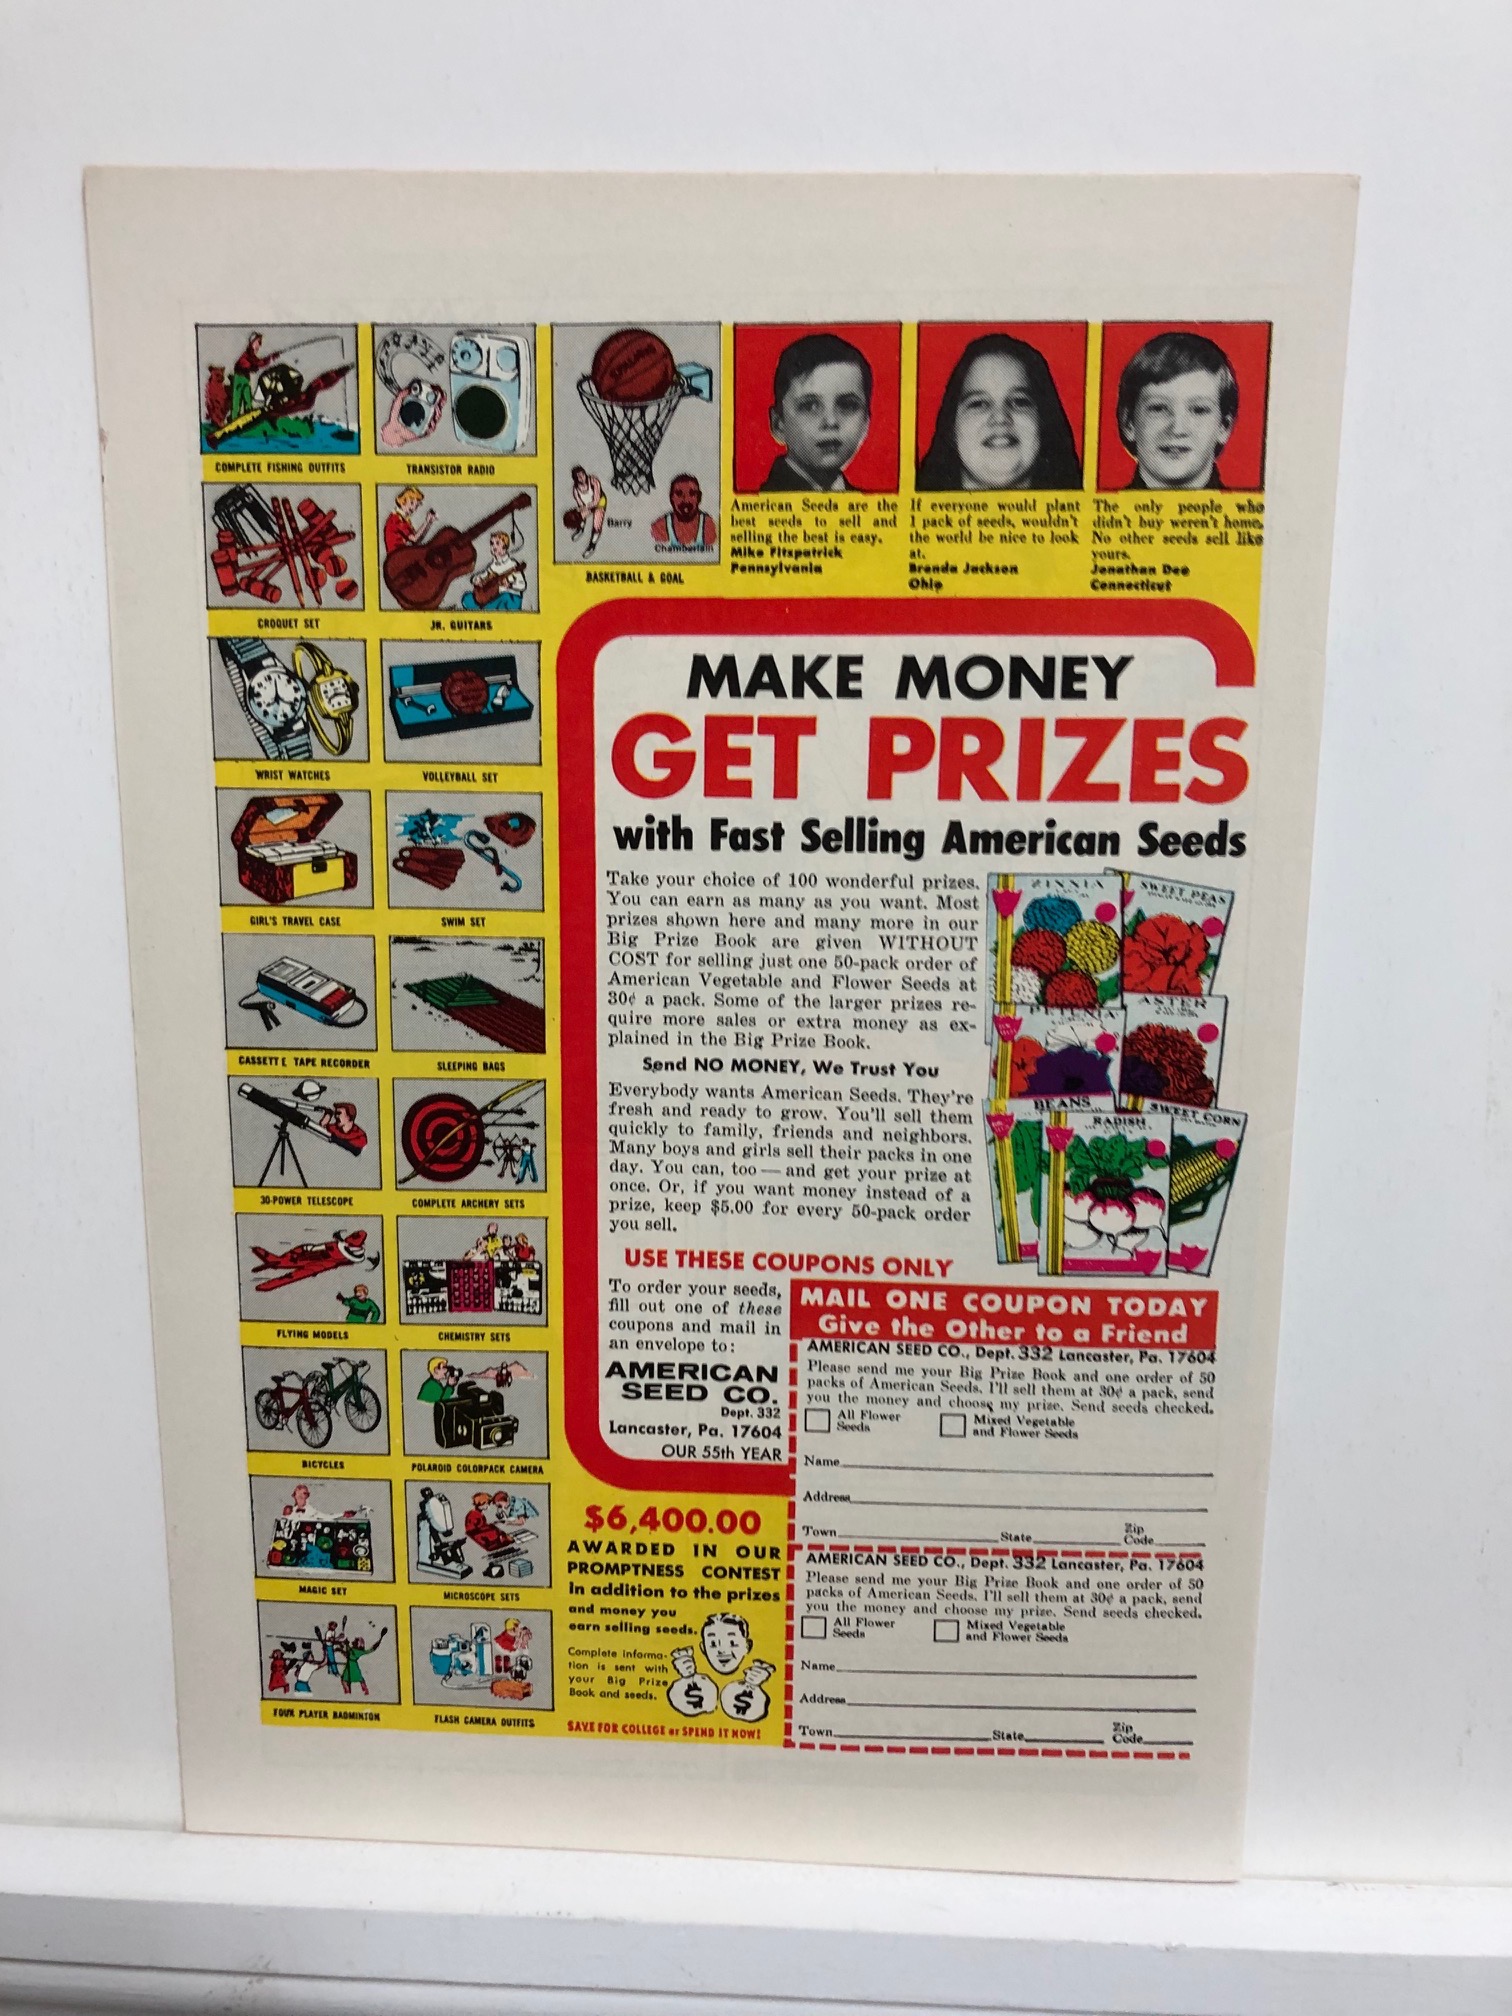 COMPLETE FISHING OUTFITS
TRANSISTOR RADIO
CROQUET SET
JR. GUITARS
WRIST WATCHES
VOLLEYBALL SET
GIRL'S TRAVEL CASE
SWIM SET
CASSETTE TAPE RECORDER
SLEEPING BAGS
30-POWER TELESCOPE
COMPLETE ARCHERY SETS
FLYING MODELS
CHEMISTRY SETS
BICYCLES
POLAROID COLORPACK CAMERA
MAGIC SET
MICROSCOPE SETS
FOUR PLAYER BADMINTON
FLASH CAMERA OUTFITS
SPALDING
Barry
Chamberlain
BASKETBALL & GOAL
American Seeds are the
best seeds to sell and
selling the best is easy.
Mike Fitzpatrick
Pennsylvania
If everyone would plant
1 pack of seeds, wouldn't
the world be nice to look
at.
Brenda Jackson
Ohio
The only people who
didn't buy weren't home.
No other seeds sell like
yours.
Jonathan Dee
Connecticut
MAKE MONEY
GET PRIZES
with Fast Selling American Seeds
Take your choice of 100 wonderful prizes.
You can earn as many as you want. Most
prizes shown here and many more in our
Big Prize Book are given WITHOUT
COST for selling just one 50-pack order of
American Vegetable and Flower Seeds at
30¢ a pack. Some of the larger prizes re-
quire more sales or extra money as ex-
plained in the Big Prize Book.
Send NO MONEY, We Trust You
Everybody wants American Seeds. They're
fresh and ready to grow. You'll sell them
quickly to family, friends and neighbors.
Many boys and girls sell their packs in one
day. You can, too — and get your prize at
once. Or, if you want money instead of a
prize, keep $5.00 for every 50-pack order
you sell.
ZINNIA
SWEET PEAS
PETUNIA
ASTER
BEANS
RADISH
SWEET CORN
USE THESE COUPONS ONLY
To order your seeds,
fill out one of these
coupons and mail in
an envelope to:
AMERICAN
SEED CO.
Dept. 332
Lancaster, Pa. 17604
OUR 55th YEAR
MAIL ONE COUPON TODAY
Give the Other to a Friend
AMERICAN SEED CO., Dept. 332 Lancaster, Pa. 17604
Please send me your Big Prize Book and one order of 50
packs of American Seeds. I'll sell them at 30¢ a pack, send
you the money and choose my prize. Send seeds checked.
All Flower Seeds
Mixed Vegetable and Flower Seeds
Name
Address
Town State Zip Code
AMERICAN SEED CO., Dept. 332 Lancaster, Pa. 17604
Please send me your Big Prize Book and one order of 50
packs of American Seeds. I'll sell them at 30¢ a pack, send
you the money and choose my prize. Send seeds checked.
All Flower Seeds
Mixed Vegetable and Flower Seeds
Name
Address
Town State Zip Code
$6,400.00
AWARDED IN OUR
PROMPTNESS CONTEST
In addition to the prizes
and money you
earn selling seeds.
Complete informa-
tion is sent with
your Big Prize
Book and seeds.
$ $
SAVE FOR COLLEGE or SPEND IT NOW!